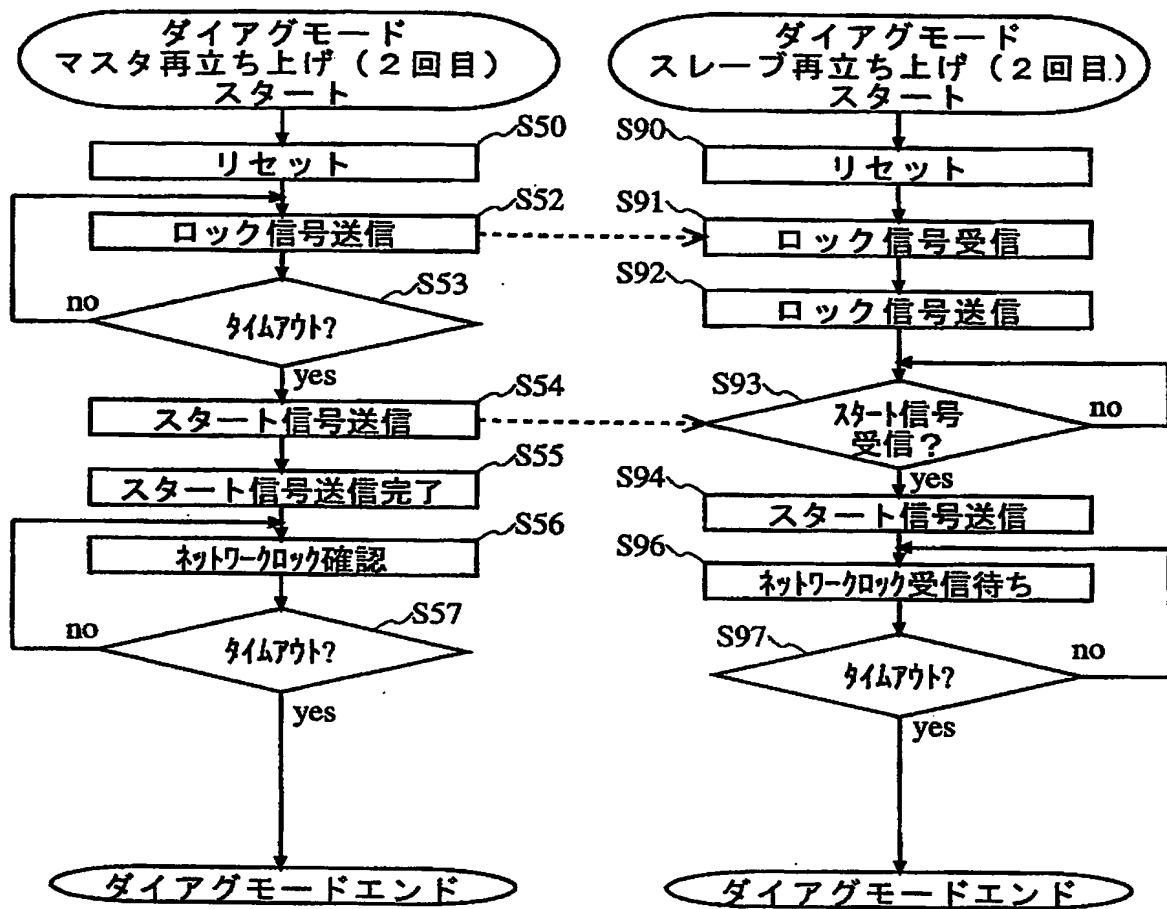 ダイアグモード
マスタ再立ち上げ（２回目）
スタート
S50
リセット
S52
ロック信号送信
S53
no
タイムアウト?
yes
S54
スタート信号送信
S55
スタート信号送信完了
S56
ネットワークロック確認
S57
no
タイムアウト?
yes
ダイアグモードエンド
ダイアグモード
スレーブ再立ち上げ（２回目）
スタート
S90
リセット
S91
ロック信号受信
S92
ロック信号送信
S93
no
スタート信号
受信？
yes
S94
スタート信号送信
S96
ネットワークロック受信待ち
S97
no
タイムアウト?
yes
ダイアグモードエンド